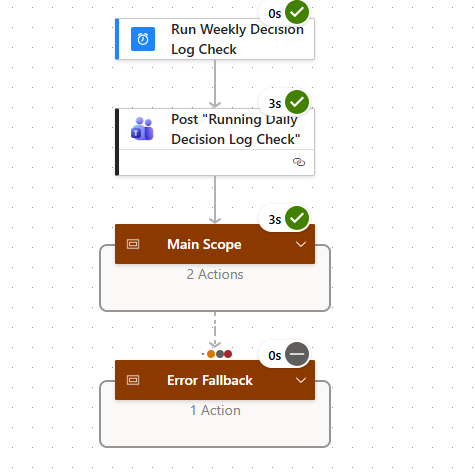 0s
Run Weekly Decision
Log Check
3s
Post "Running Daily
Decision Log Check"
3s
Main Scope
2 Actions
0s
Error Fallback
1 Action